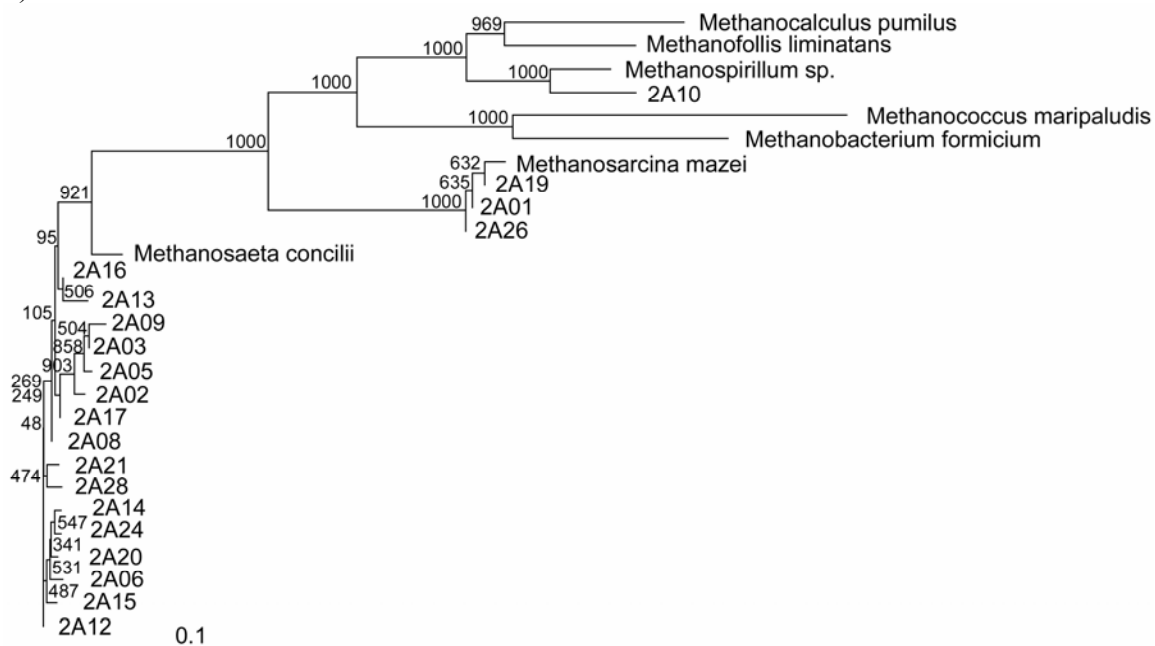 969
Methanocalculus pumilus
1000
Methanofollis liminatans
1000
Methanospirillum sp.
1000
2A10
1000
Methanococcus maripaludis
Methanobacterium formicium
1000
632
Methanosarcina mazei
635
2A19
1000
2A01
2A26
921
95
Methanosaeta concilii
2A16
506
2A13
105
504
2A09
858
2A03
903
2A05
269
249
2A02
48
2A17
2A08
474
2A21
2A28
2A14
547
2A24
341
2A20
531
2A06
487
2A15
2A12
0.1